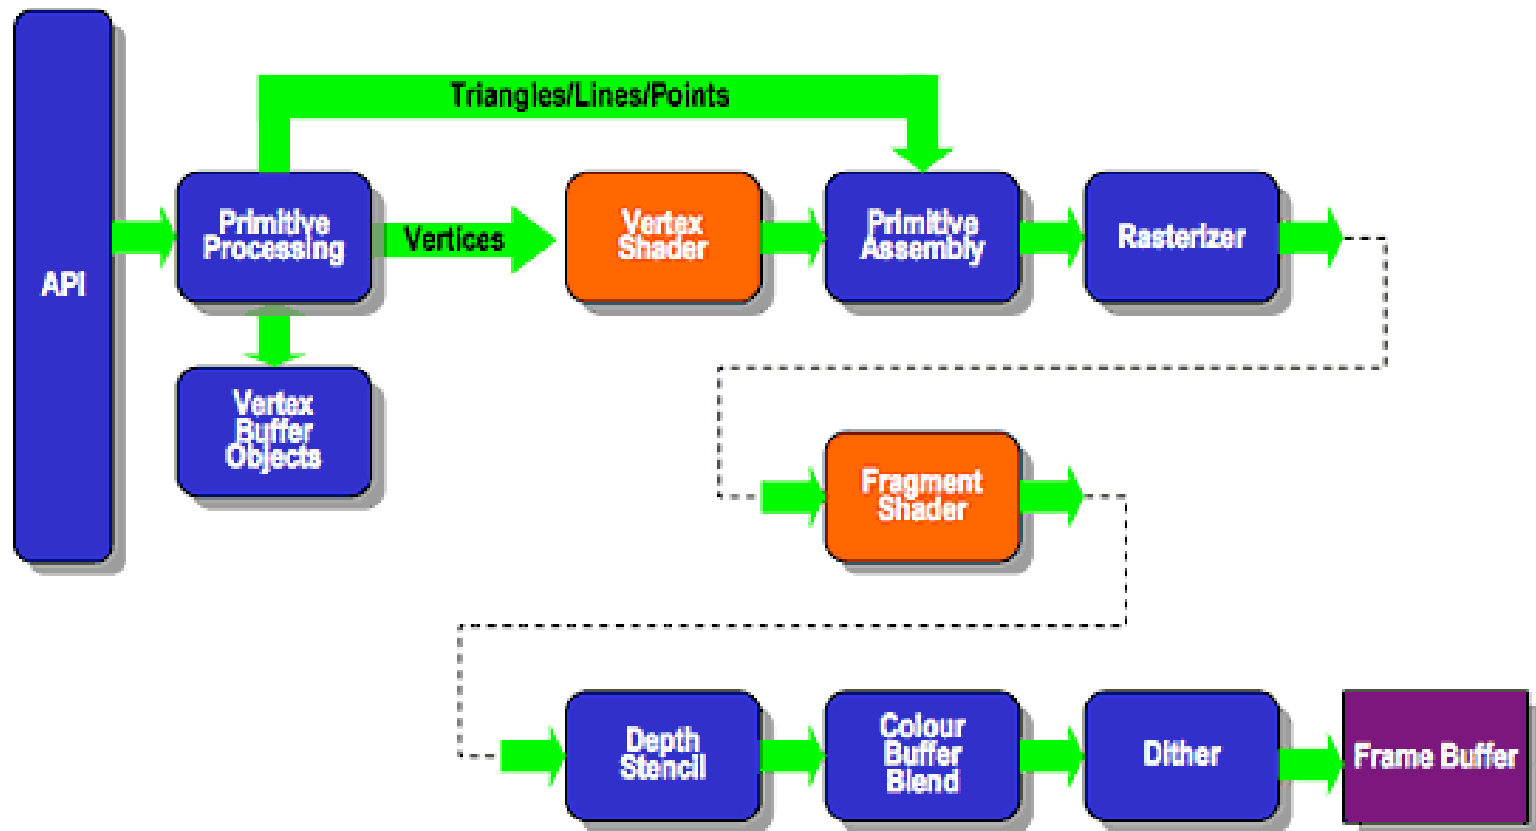 Triangles/Lines/Points
API
Primitive
Processing
Vertices
Vertex
Shader
Primitive
Assembly
Rasterizer
Vertex
Buffer
Objects
Fragment
Shader
Depth
Stencil
Colour
Buffer
Blend
Dither
Frame Buffer